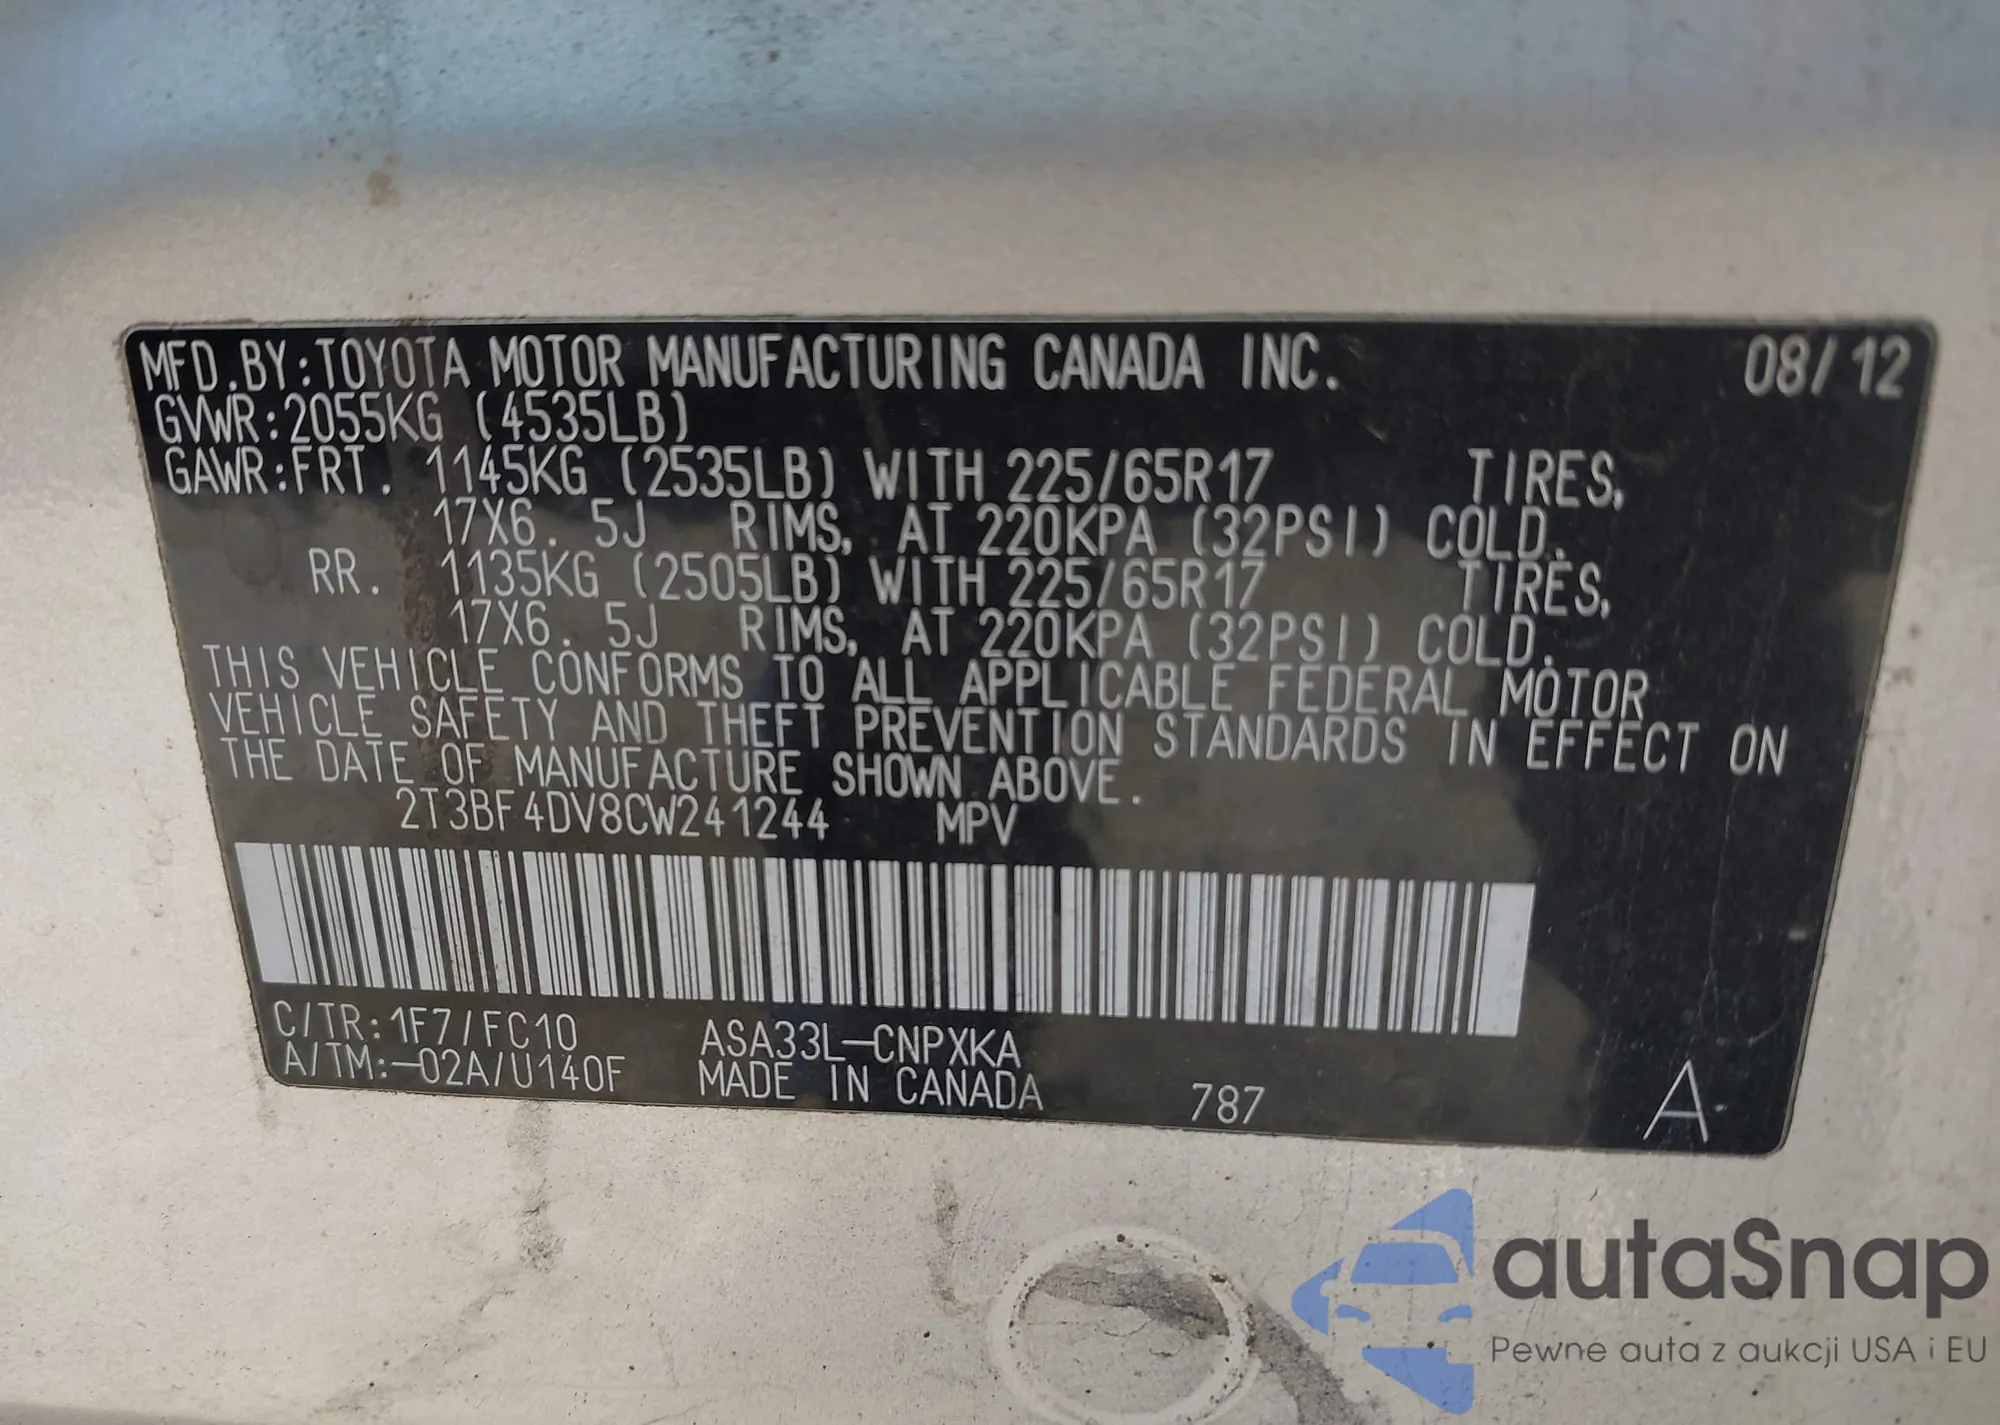 MFD.BY:TOYOTA MOTOR MANUFACTURING CANADA INC. 08/12
GVWR:2055KG (4535LB)
GAWR:FRT. 1145KG (2535LB) WITH 225/65R17 TIRES,
17X6. 5J RIMS, AT 220KPA (32PSI) COLD.
RR. 1135KG (2505LB) WITH 225/65R17 TIRES,
17X6. 5J RIMS, AT 220KPA (32PSI) COLD.
THIS VEHICLE CONFORMS TO ALL APPLICABLE FEDERAL MOTOR
VEHICLE SAFETY AND THEFT PREVENTION STANDARDS IN EFFECT ON
THE DATE OF MANUFACTURE SHOWN ABOVE.
2T3BF4DV8CW241244 MPV
C/TR:1F7/FC10 ASA33L-CNPXKA
A/TM:-02A/U140F MADE IN CANADA 787 A
autaSnap
Pewne auta z aukcji USA i EU